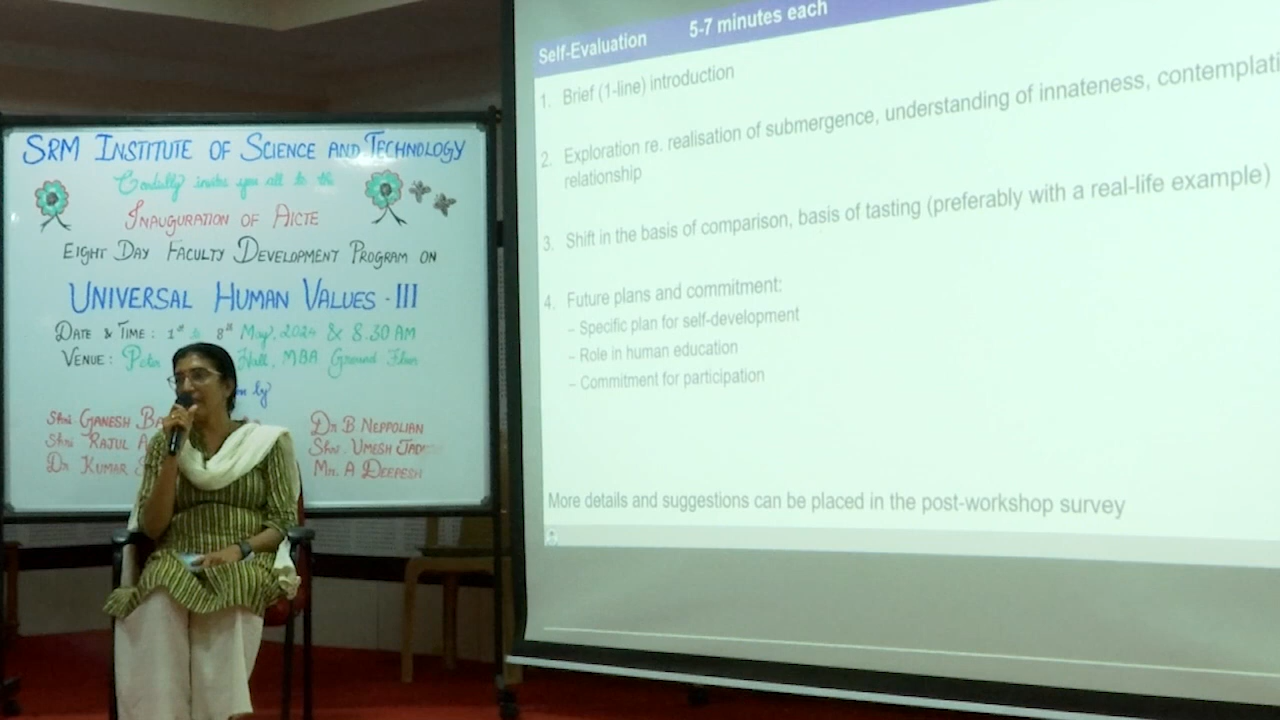 SRM INSTITUTE OF SCIENCE AND TECHNOLOGY
Cordially invites you all to the
INAUGURATION OF AICTE
EIGHT DAY FACULTY DEVELOPMENT PROGRAM ON
UNIVERSAL HUMAN VALUES - III
DATE & TIME : 1st to 8th May, 2024 & 8.30 AM
VENUE : Hall, MBA Ground Floor
by
Shri. GANESH
Shri RAJUL
Dr KUMAR
Dr B NEPPOLIAN
Shri. UMESH
Mr. A DEEPESH
Self-Evaluation 5-7 minutes each
1. Brief (1-line) introduction
2. Exploration re. realisation of submergence, understanding of innateness, contemplati
relationship
3. Shift in the basis of comparison, basis of tasting (preferably with a real-life example)
4. Future plans and commitment:
– Specific plan for self-development
– Role in human education
– Commitment for participation
More details and suggestions can be placed in the post-workshop survey